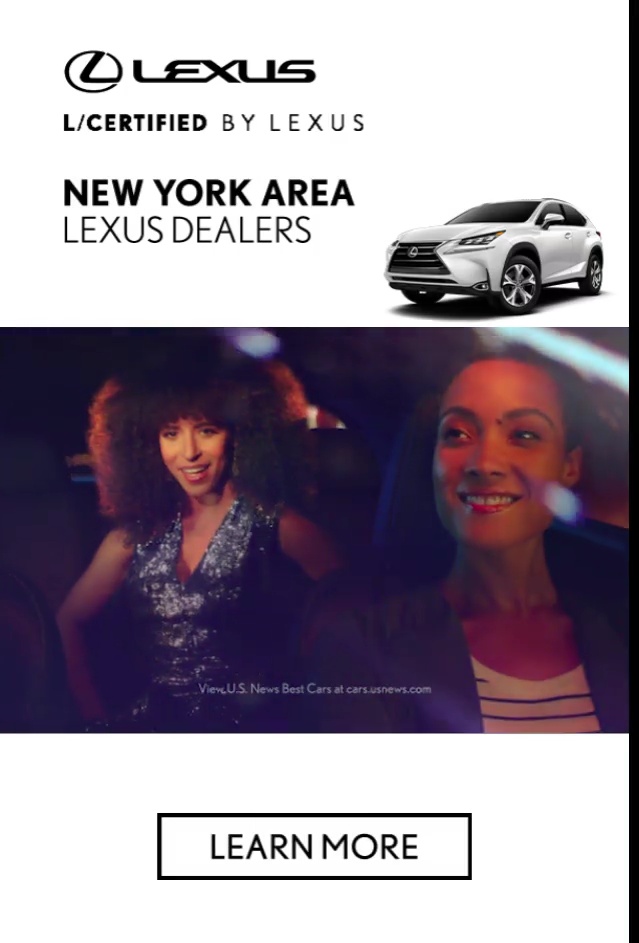 LEXUS
L/CERTIFIED BY LEXUS
NEW YORK AREA
LEXUS DEALERS
View U.S. News Best Cars at cars.usnews.com
LEARN MORE